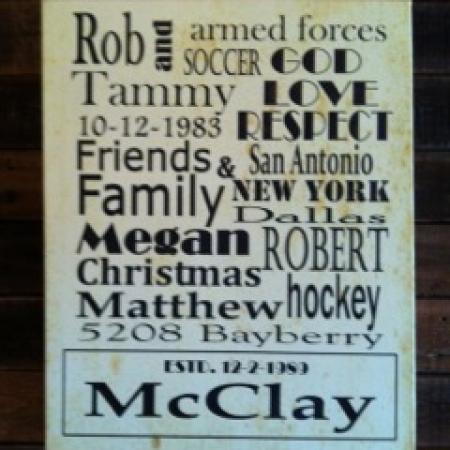 Rob and armed forces
SOCCER GOD
Tammy LOVE
10-12-1983 RESPECT
Friends & San Antonio
Family NEW YORK
Dallas
Megan ROBERT
Christmas
Matthew hockey
5208 Bayberry
ESTD. 12-2-1989
McClay